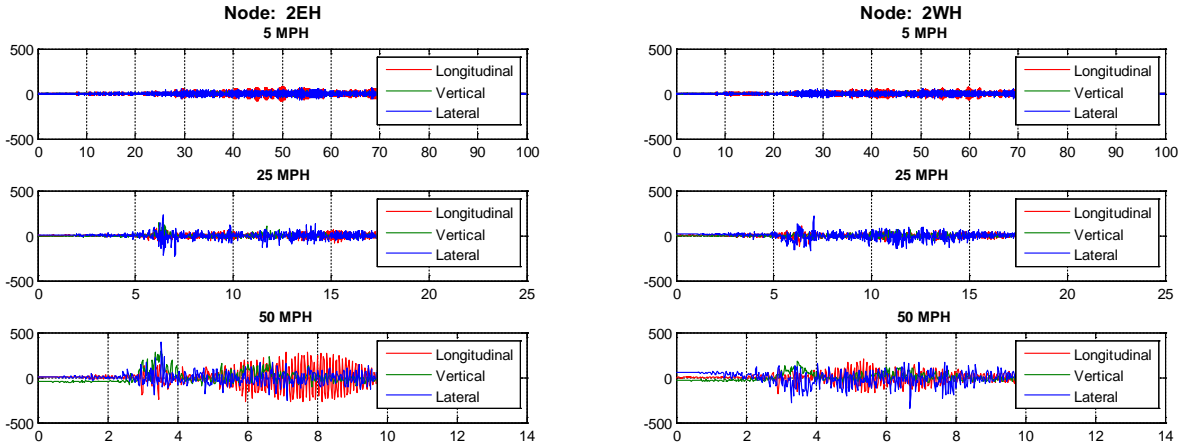 Node: 2EH
5 MPH
500
0
-500
Longitudinal
Vertical
Lateral
0 10 20 30 40 50 60 70 80 90 100
25 MPH
500
0
-500
Longitudinal
Vertical
Lateral
0 5 10 15 20 25
50 MPH
500
0
-500
Longitudinal
Vertical
Lateral
0 2 4 6 8 10 12 14
Node: 2WH
5 MPH
500
0
-500
Longitudinal
Vertical
Lateral
0 10 20 30 40 50 60 70 80 90 100
25 MPH
500
0
-500
Longitudinal
Vertical
Lateral
0 5 10 15 20 25
50 MPH
500
0
-500
Longitudinal
Vertical
Lateral
0 2 4 6 8 10 12 14